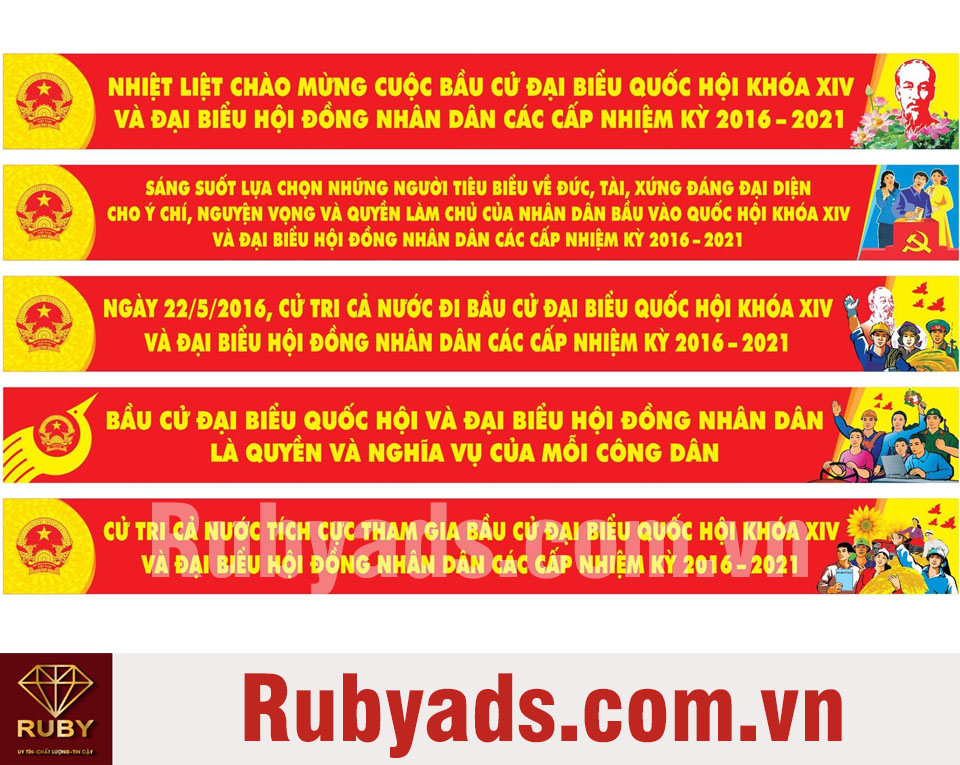 NHIỆT LIỆT CHÀO MỪNG CUỘC BẦU CỬ ĐẠI BIỂU QUỐC HỘI KHÓA XIV
VÀ ĐẠI BIỂU HỘI ĐỒNG NHÂN DÂN CÁC CẤP NHIỆM KỲ 2016 – 2021
SÁNG SUỐT LỰA CHỌN NHỮNG NGƯỜI TIÊU BIỂU VỀ ĐỨC, TÀI, XỨNG ĐÁNG ĐẠI DIỆN
CHO Ý CHÍ, NGUYỆN VỌNG VÀ QUYỀN LÀM CHỦ CỦA NHÂN DÂN BẦU VÀO QUỐC HỘI KHÓA XIV
VÀ ĐẠI BIỂU HỘI ĐỒNG NHÂN DÂN CÁC CẤP NHIỆM KỲ 2016 – 2021
NGÀY 22/5/2016, CỬ TRI CẢ NƯỚC ĐI BẦU CỬ ĐẠI BIỂU QUỐC HỘI KHÓA XIV
VÀ ĐẠI BIỂU HỘI ĐỒNG NHÂN DÂN CÁC CẤP NHIỆM KỲ 2016 – 2021
BẦU CỬ ĐẠI BIỂU QUỐC HỘI VÀ ĐẠI BIỂU HỘI ĐỒNG NHÂN DÂN
LÀ QUYỀN VÀ NGHĨA VỤ CỦA MỖI CÔNG DÂN
CỬ TRI CẢ NƯỚC TÍCH CỰC THAM GIA BẦU CỬ ĐẠI BIỂU QUỐC HỘI KHÓA XIV
VÀ ĐẠI BIỂU HỘI ĐỒNG NHÂN DÂN CÁC CẤP NHIỆM KỲ 2016 – 2021
Rubyads.com.vn
RUBY
UY TÍN - CHẤT LƯỢNG - TIN CẬY
Rubyads.com.vn